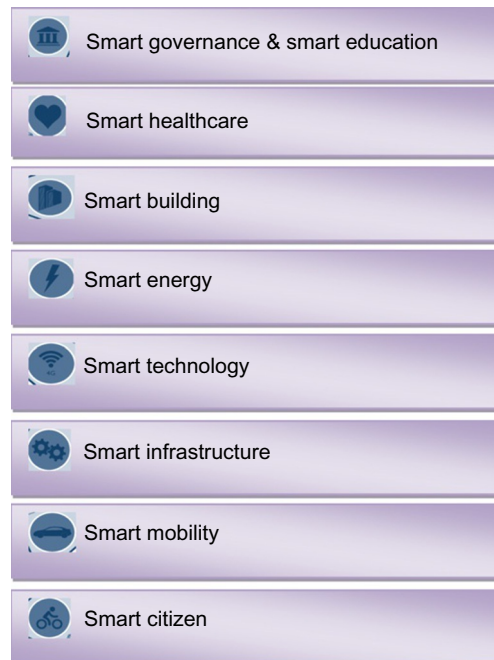 Smart governance & smart education
Smart healthcare
Smart building
Smart energy
Smart technology
Smart infrastructure
Smart mobility
Smart citizen